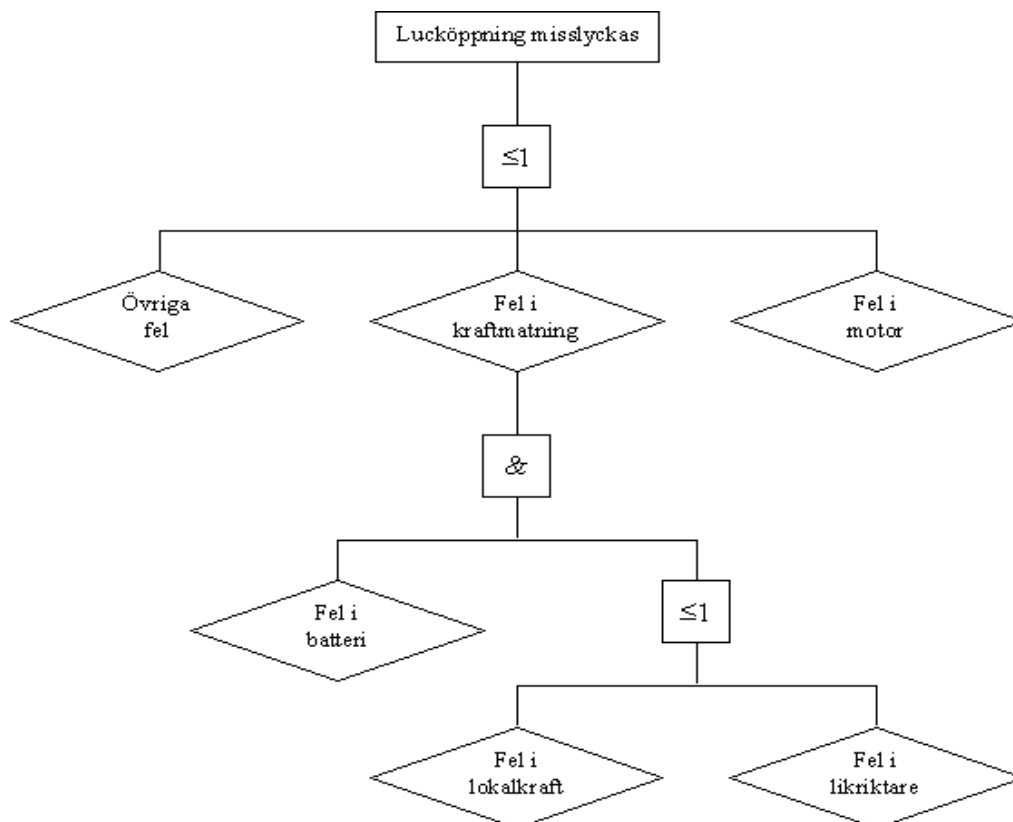 Lucköppning misslyckas
≤1
Övriga
fel
Fel i
kraftmatning
Fel i
motor
&
Fel i
batteri
≤1
Fel i
lokalkraft
Fel i
likriktare